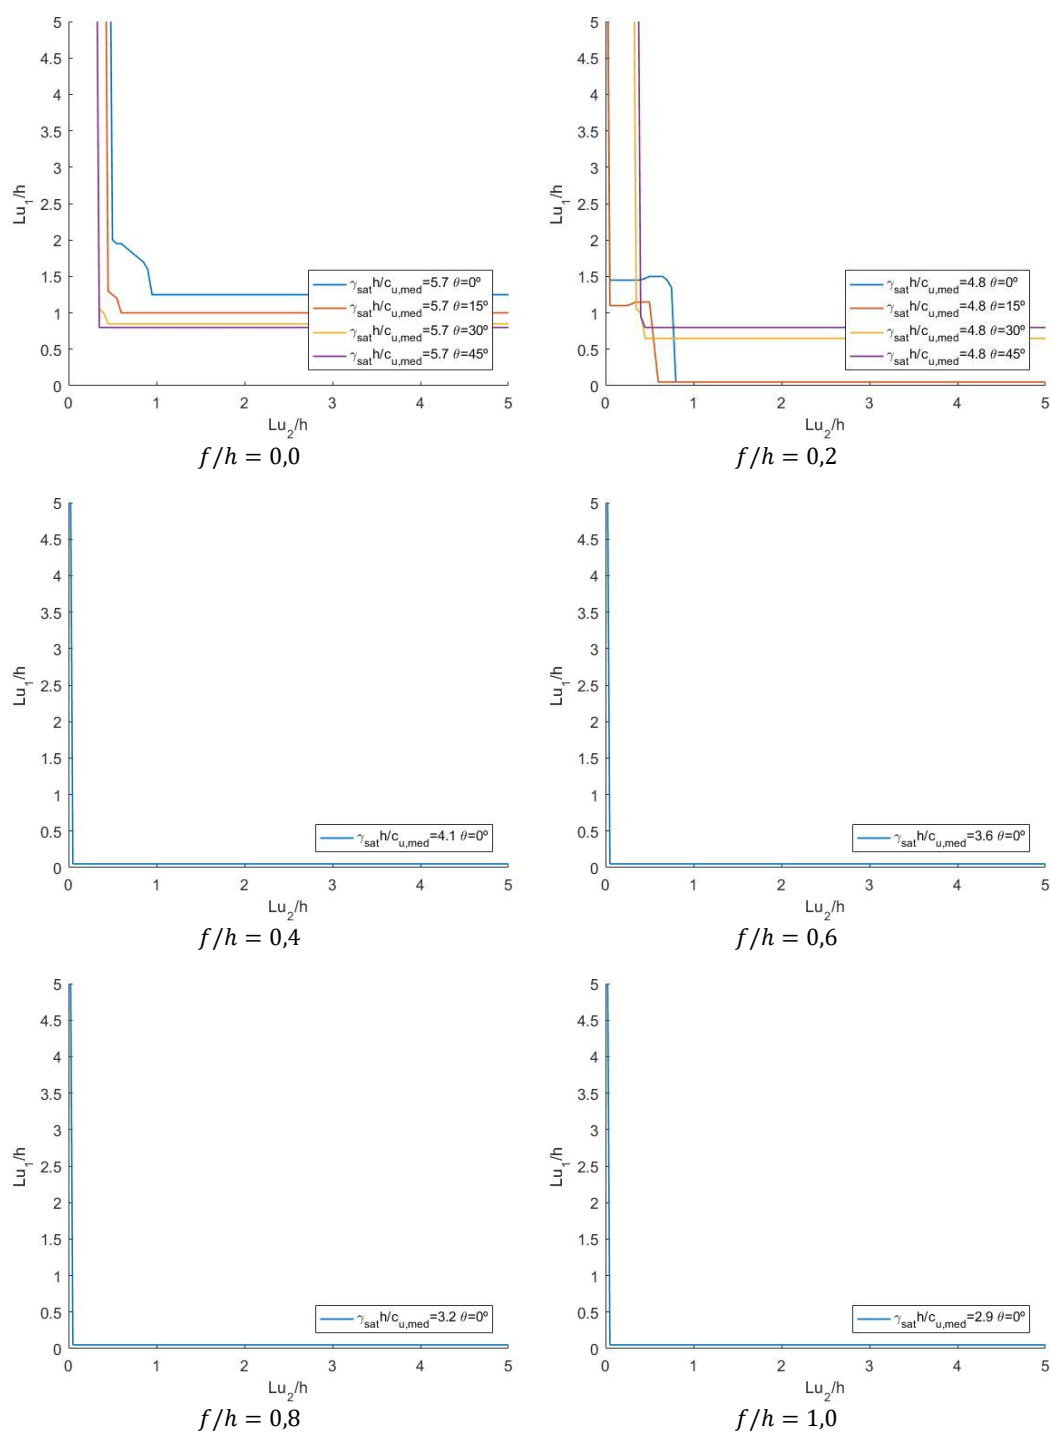 5
4.5
4
3.5
3
2.5
2
1.5
1
0.5
0
Lu1/h
γsath/cu,med=5.7 θ=0º
γsath/cu,med=5.7 θ=15º
γsath/cu,med=5.7 θ=30º
γsath/cu,med=5.7 θ=45º
0 1 2 3 4 5
Lu2/h
f/h = 0,0
5
4.5
4
3.5
3
2.5
2
1.5
1
0.5
0
Lu1/h
γsath/cu,med=4.8 θ=0º
γsath/cu,med=4.8 θ=15º
γsath/cu,med=4.8 θ=30º
γsath/cu,med=4.8 θ=45º
0 1 2 3 4 5
Lu2/h
f/h = 0,2
5
4.5
4
3.5
3
2.5
2
1.5
1
0.5
0
Lu1/h
γsath/cu,med=4.1 θ=0º
0 1 2 3 4 5
Lu2/h
f/h = 0,4
5
4.5
4
3.5
3
2.5
2
1.5
1
0.5
0
Lu1/h
γsath/cu,med=3.6 θ=0º
0 1 2 3 4 5
Lu2/h
f/h = 0,6
5
4.5
4
3.5
3
2.5
2
1.5
1
0.5
0
Lu1/h
γsath/cu,med=3.2 θ=0º
0 1 2 3 4 5
Lu2/h
f/h = 0,8
5
4.5
4
3.5
3
2.5
2
1.5
1
0.5
0
Lu1/h
γsath/cu,med=2.9 θ=0º
0 1 2 3 4 5
Lu2/h
f/h = 1,0